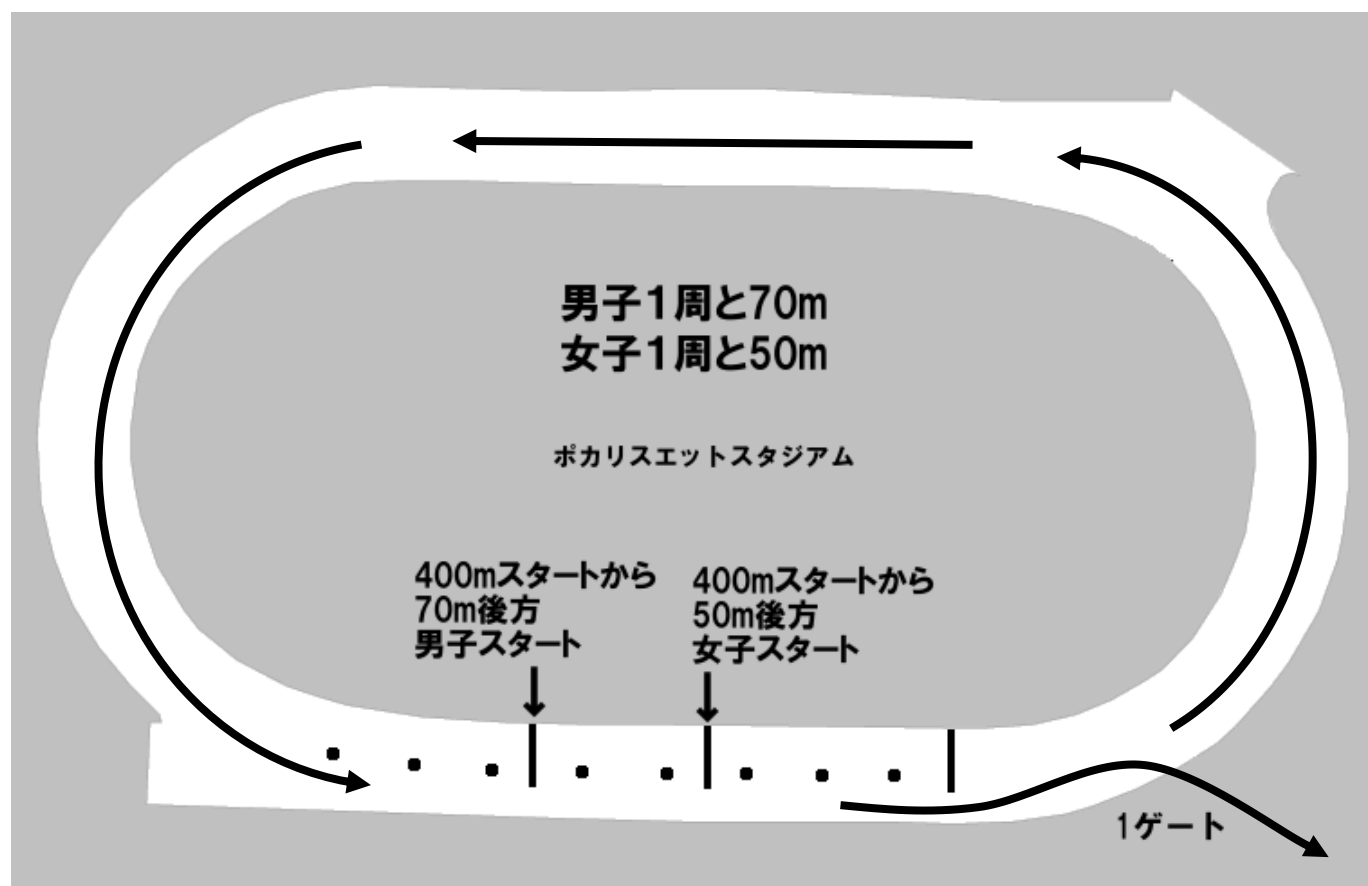 男子１周と70m
女子１周と50m
ポカリスエットスタジアム
400mスタートから
70m後方
男子スタート
400mスタートから
50m後方
女子スタート
1ゲート